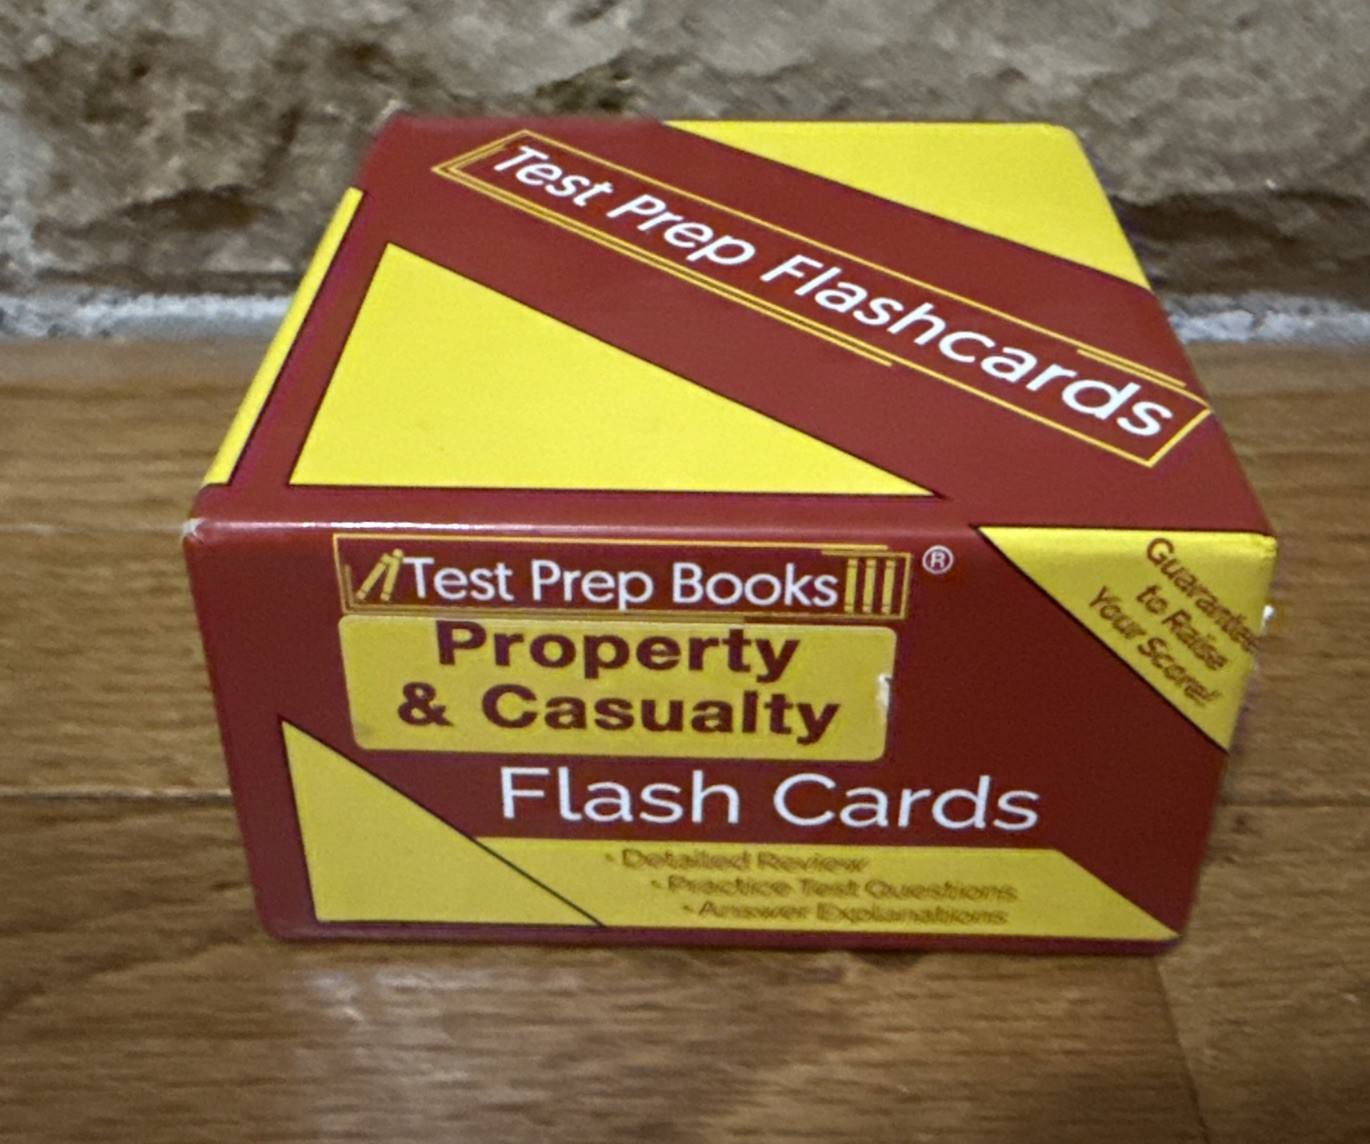 Test Prep Flashcards
Test Prep Books®
Property
& Casualty
Flash Cards
Guaranteed
to Raise
Your Score!
• Detailed Review
• Practice Test Questions
• Answer Explanations